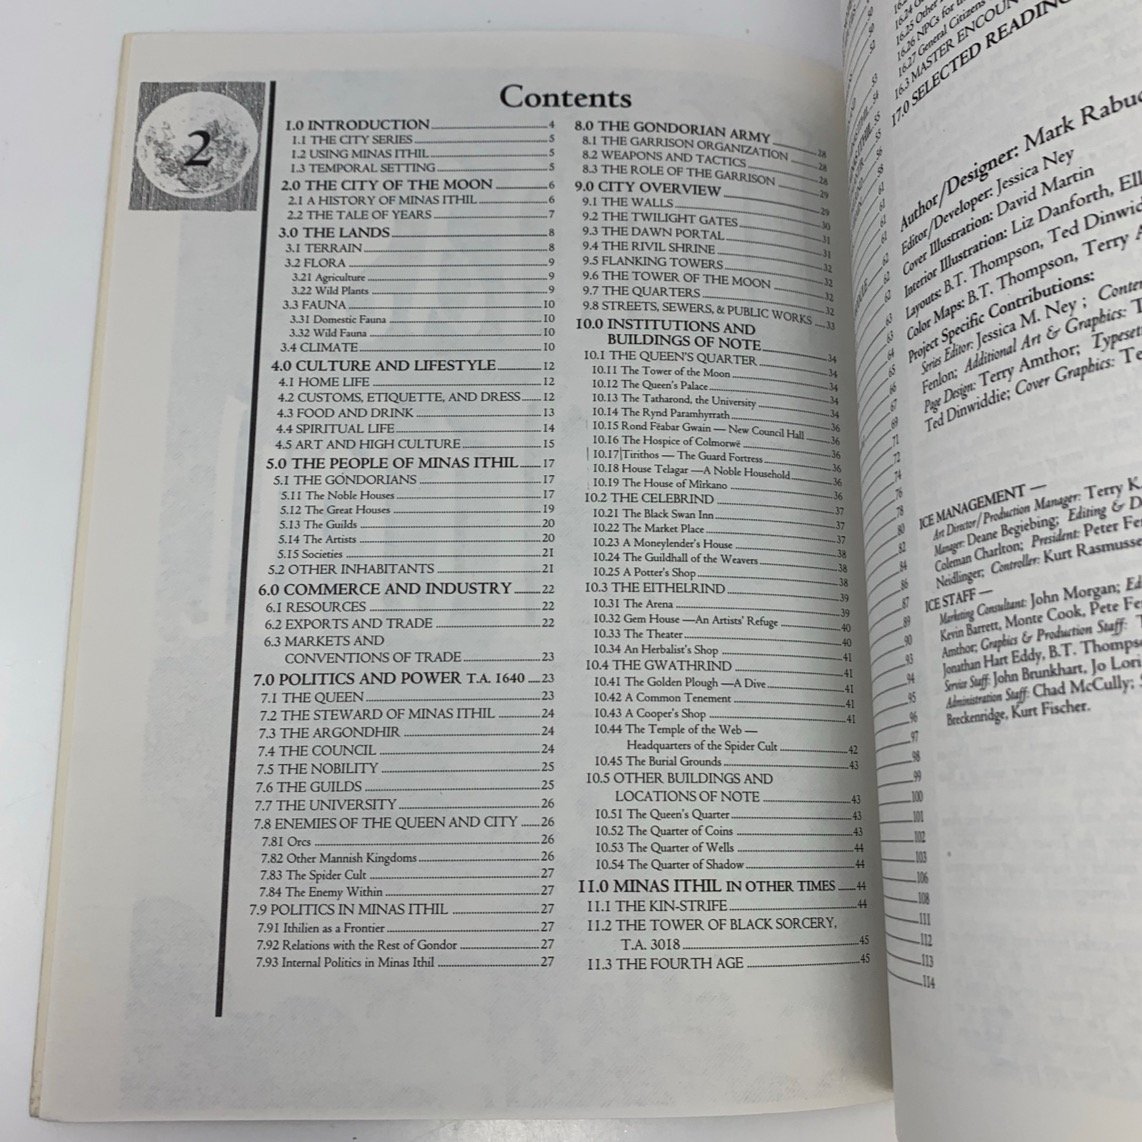 2
Contents
1.0 INTRODUCTION 4
1.1 THE CITY SERIES 5
1.2 USING MINAS ITHIL 5
1.3 TEMPORAL SETTING 5
2.0 THE CITY OF THE MOON 6
2.1 A HISTORY OF MINAS ITHIL 6
2.2 THE TALE OF YEARS 7
3.0 THE LANDS 8
3.1 TERRAIN 8
3.2 FLORA 9
3.21 Agriculture 9
3.22 Wild Plants 9
3.3 FAUNA 10
3.31 Domestic Fauna 10
3.32 Wild Fauna 10
3.4 CLIMATE 10
4.0 CULTURE AND LIFESTYLE 12
4.1 HOME LIFE 12
4.2 CUSTOMS, ETIQUETTE, AND DRESS 12
4.3 FOOD AND DRINK 13
4.4 SPIRITUAL LIFE 14
4.5 ART AND HIGH CULTURE 15
5.0 THE PEOPLE OF MINAS ITHIL 17
5.1 THE GONDORIANS 17
5.11 The Noble Houses 17
5.12 The Great Houses 19
5.13 The Guilds 20
5.14 The Artists 20
5.15 Societies 21
5.2 OTHER INHABITANTS 21
6.0 COMMERCE AND INDUSTRY 22
6.1 RESOURCES 22
6.2 EXPORTS AND TRADE 22
6.3 MARKETS AND
CONVENTIONS OF TRADE 23
7.0 POLITICS AND POWER T.A. 1640 23
7.1 THE QUEEN 23
7.2 THE STEWARD OF MINAS ITHIL 24
7.3 THE ARGONDHIR 24
7.4 THE COUNCIL 24
7.5 THE NOBILITY 25
7.6 THE GUILDS 25
7.7 THE UNIVERSITY 26
7.8 ENEMIES OF THE QUEEN AND CITY 26
7.81 Orcs 26
7.82 Other Mannish Kingdoms 26
7.83 The Spider Cult 27
7.84 The Enemy Within 27
7.9 POLITICS IN MINAS ITHIL 27
7.91 Ithilien as a Frontier 27
7.92 Relations with the Rest of Gondor 27
7.93 Internal Politics in Minas Ithil 27
8.0 THE GONDORIAN ARMY
8.1 THE GARRISON ORGANIZATION 28
8.2 WEAPONS AND TACTICS 28
8.3 THE ROLE OF THE GARRISON 28
9.0 CITY OVERVIEW 29
9.1 THE WALLS 29
9.2 THE TWILIGHT GATES 30
9.3 THE DAWN PORTAL 31
9.4 THE RIVIL SHRINE 31
9.5 FLANKING TOWERS 32
9.6 THE TOWER OF THE MOON 32
9.7 THE QUARTERS 32
9.8 STREETS, SEWERS, & PUBLIC WORKS 33
10.0 INSTITUTIONS AND
BUILDINGS OF NOTE 34
10.1 THE QUEEN'S QUARTER 34
10.11 The Tower of the Moon 34
10.12 The Queen's Palace 34
10.13 The Tatharond, the University 34
10.14 The Rynd Paramhyrrath 36
10.15 Rond Fëabar Gwain — New Council Hall 36
10.16 The Hospice of Colmorwë 36
10.17 Tirithos — The Guard Fortress 36
10.18 House Telagar — A Noble Household 36
10.19 The House of Mirkano 36
10.2 THE CELEBRIND 37
10.21 The Black Swan Inn 37
10.22 The Market Place 37
10.23 A Moneylender's House 38
10.24 The Guildhall of the Weavers 38
10.25 A Potter's Shop 38
10.3 THE EITHELRIND 39
10.31 The Arena 39
10.32 Gem House — An Artists' Refuge 40
10.33 The Theater 40
10.34 An Herbalist's Shop 41
10.4 THE GWATHRIND 41
10.41 The Golden Plough — A Dive 41
10.42 A Common Tenement 41
10.43 A Cooper's Shop 41
10.44 The Temple of the Web —
Headquarters of the Spider Cult 42
10.45 The Burial Grounds 43
10.5 OTHER BUILDINGS AND
LOCATIONS OF NOTE 43
10.51 The Queen's Quarter 43
10.52 The Quarter of Coins 43
10.53 The Quarter of Wells 44
10.54 The Quarter of Shadow 44
11.0 MINAS ITHIL IN OTHER TIMES 44
11.1 THE KIN-STRIFE 44
11.2 THE TOWER OF BLACK SORCERY,
T.A. 3018 45
11.3 THE FOURTH AGE 45
16.25 Other
16.26 NPCs for
16.27 General Citizens
16.3 MASTER ENCOUN
17.0 SELECTED READING
Author/Designer: Mark Rabuc
Editor/Developer: Jessica Ney
Cover Illustration: David Martin
Interior Illustration: Liz Danforth, Ell
Layouts: B.T. Thompson, Ted Dinwid
Color Maps: B.T. Thompson, Terry A
Project Specific Contributions:
Series Editor: Jessica M. Ney; Conten
Fenlon; Additional Art & Graphics: T
Page Design: Terry Amthor; Typeset
Ted Dinwiddie; Cover Graphics: Te
ICE MANAGEMENT —
Art Director/Production Manager: Terry K.
Manager: Deane Begiebing; Editing & D
Coleman Charlton; President: Peter Fe
Neidlinger; Controller: Kurt Rasmusse
ICE STAFF —
Marketing Consultant: John Morgan; Edi
Kevin Barrett, Monte Cook, Pete Fe
Amthor; Graphics & Production Staff: T
Jonathan Hart Eddy, B.T. Thomps
Service Staff: John Brunkhart, Jo Lori
Administration Staff: Chad McCully; S
Breckenridge, Kurt Fischer.